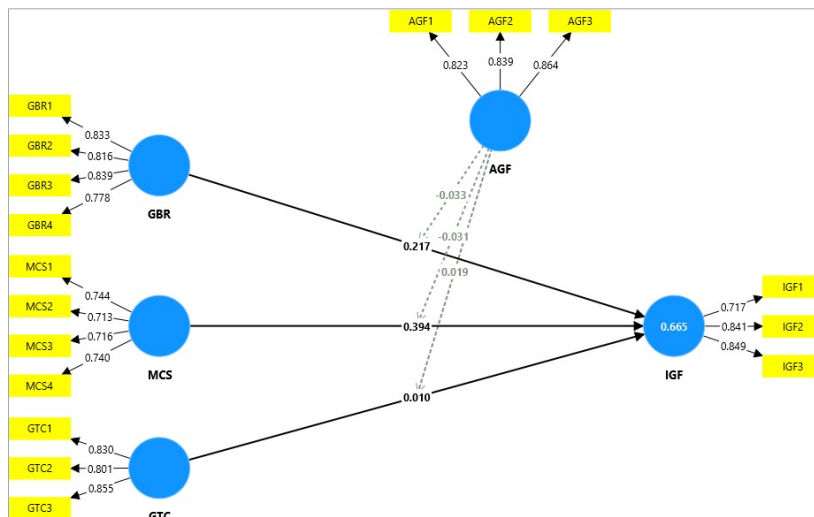 AGF1
AGF2
AGF3
0.823
0.839
0.864
AGF
GBR1
GBR2
GBR3
GBR4
0.833
0.816
0.839
0.778
GBR
MCS1
MCS2
MCS3
MCS4
0.744
0.713
0.716
0.740
MCS
GTC1
GTC2
GTC3
0.830
0.801
0.855
GTC
-0.033
-0.031
0.019
0.217
0.394
0.010
0.665
IGF
0.717
0.841
0.849
IGF1
IGF2
IGF3